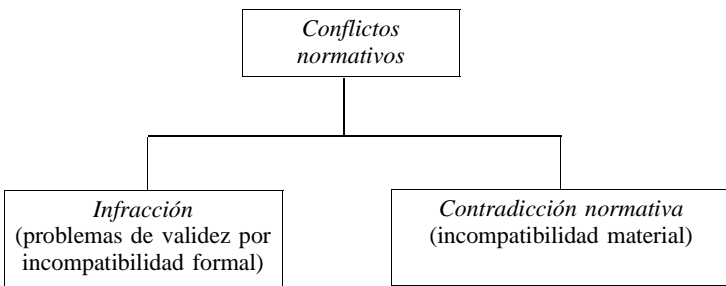 Conflictos
normativos
Infracción
(problemas de validez por
incompatibilidad formal)
Contradicción normativa
(incompatibilidad material)